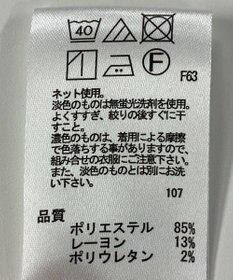 40
F
F63
ネット使用。
淡色のものは無蛍光洗剤を使用。
よくすすぎ、絞りの後すぐに干
すこと。
濃色のものは、着用による摩擦
で色落ちする事がありますので、
組み合せの衣服にご注意下さい。
また、淡色のものとは別にお洗
い下さい。
107
品質
ポリエステル 85%
レーヨン 13%
ポリウレタン 2%